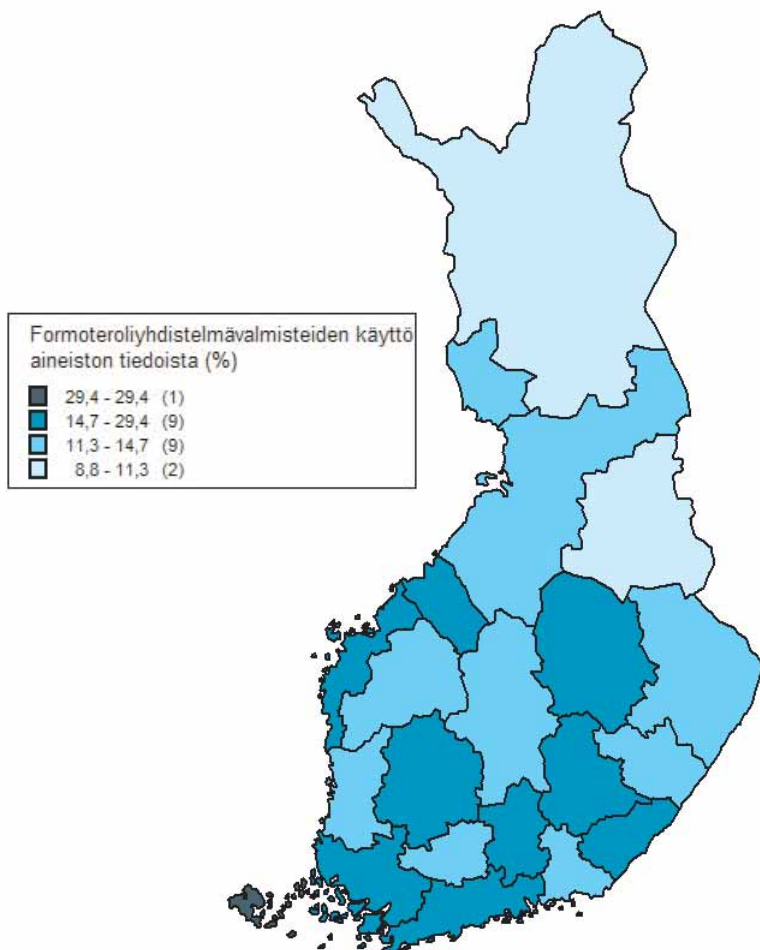 Formoteroliyhdistelmävalmisteiden käyttö
aineiston tiedoista (%)
29,4 - 29,4 (1)
14,7 - 29,4 (9)
11,3 - 14,7 (9)
8,8 - 11,3 (2)